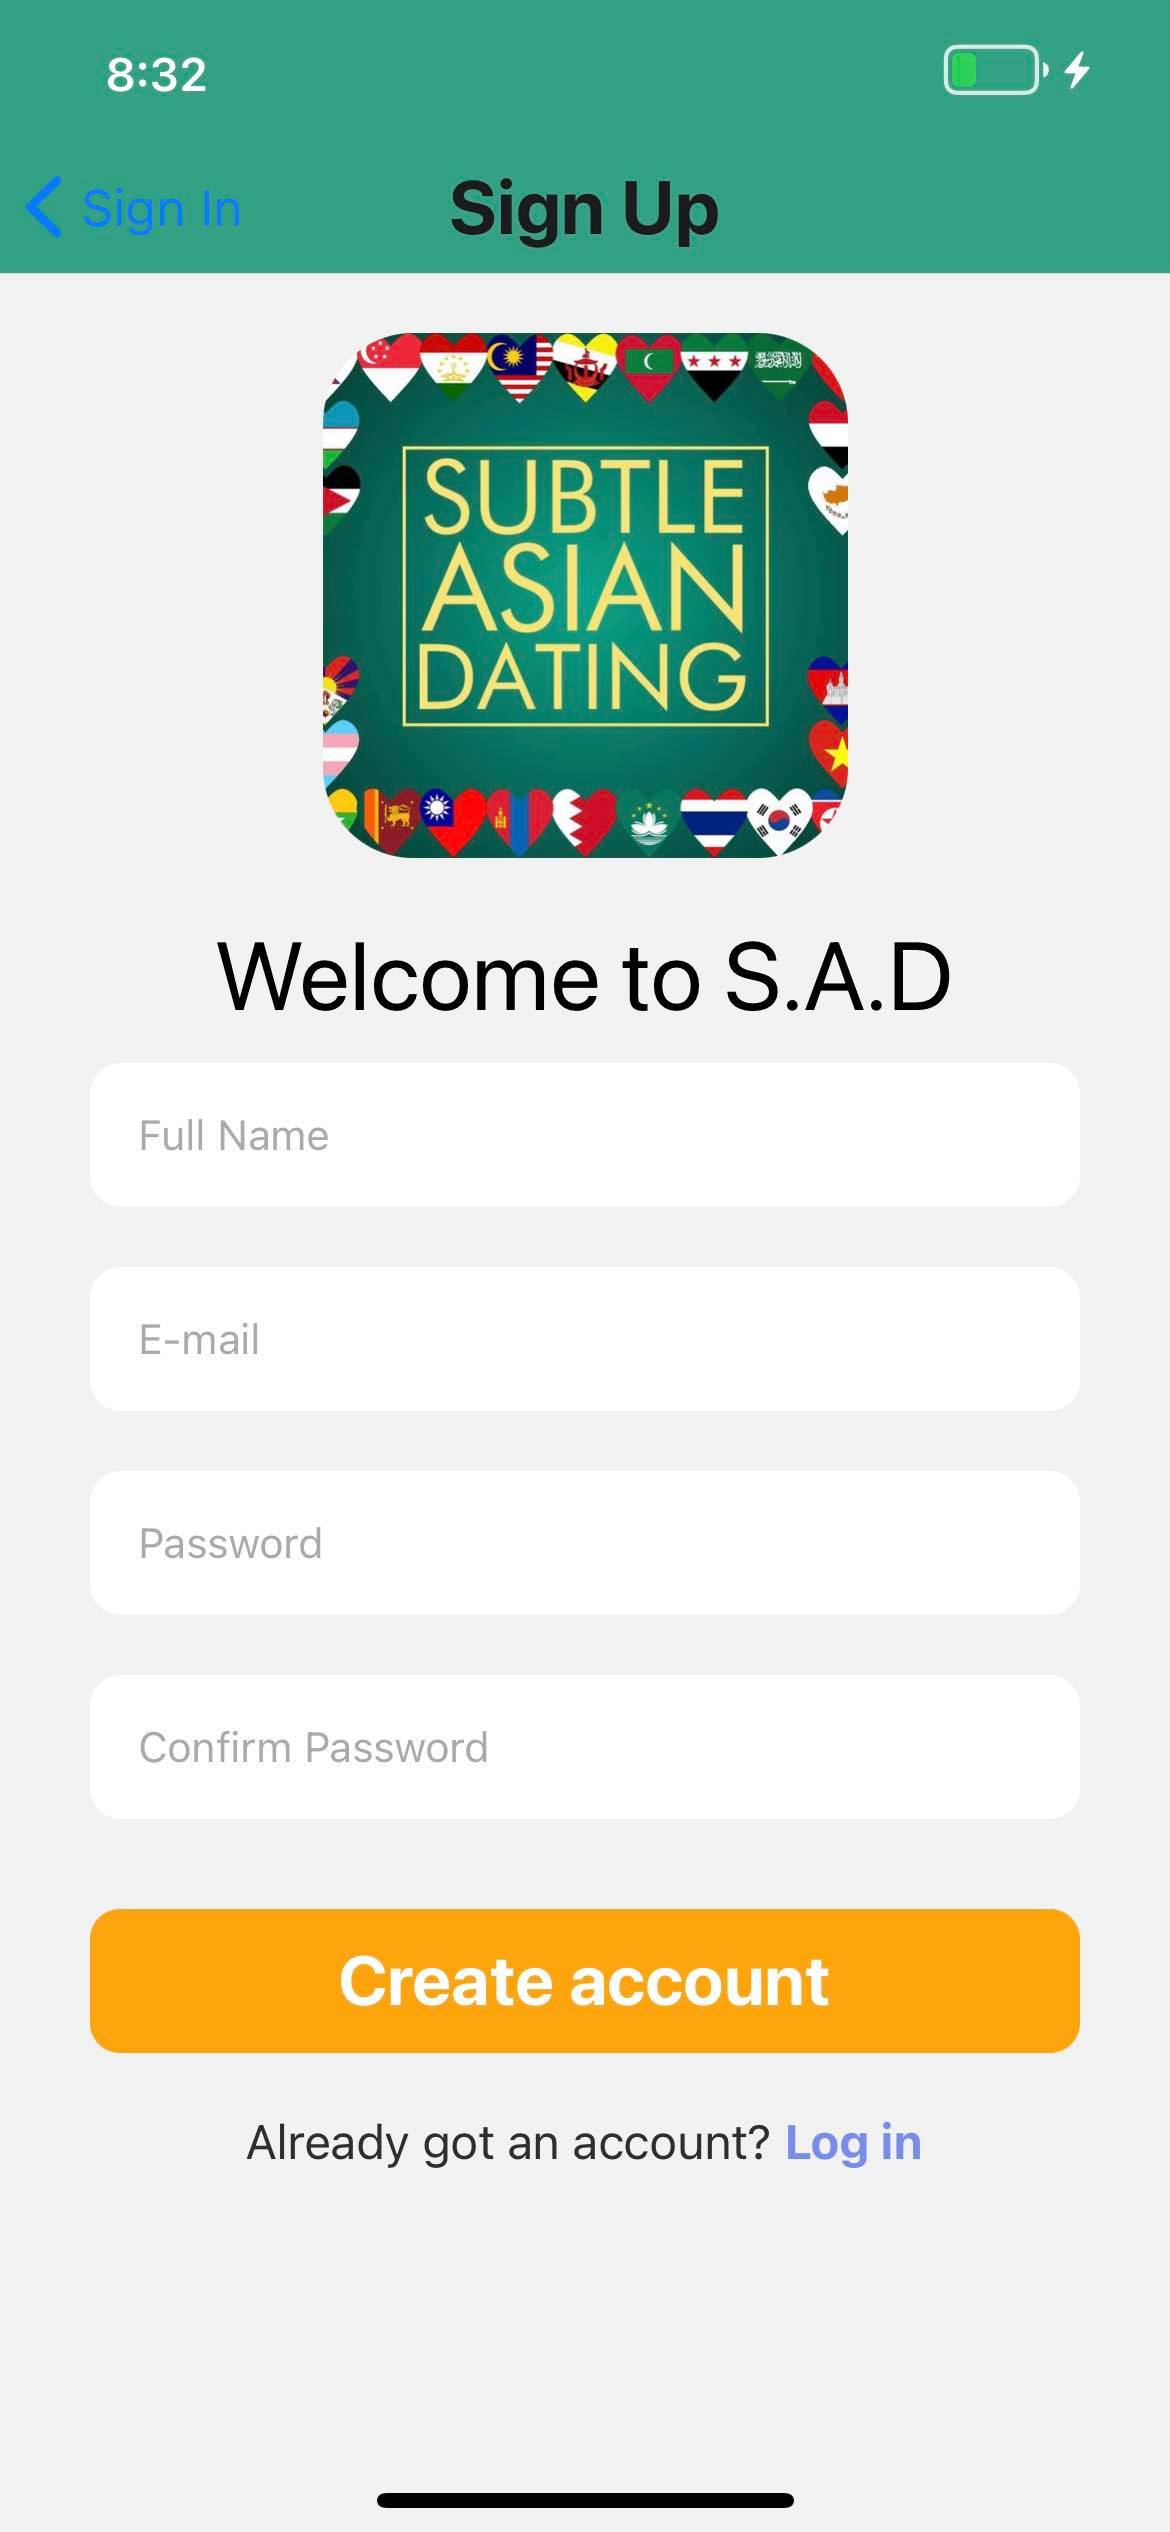 8:32
Sign In
Sign Up
SUBTLE
ASIAN
DATING
Welcome to S.A.D
Full Name
E-mail
Password
Confirm Password
Create account
Already got an account? Log in